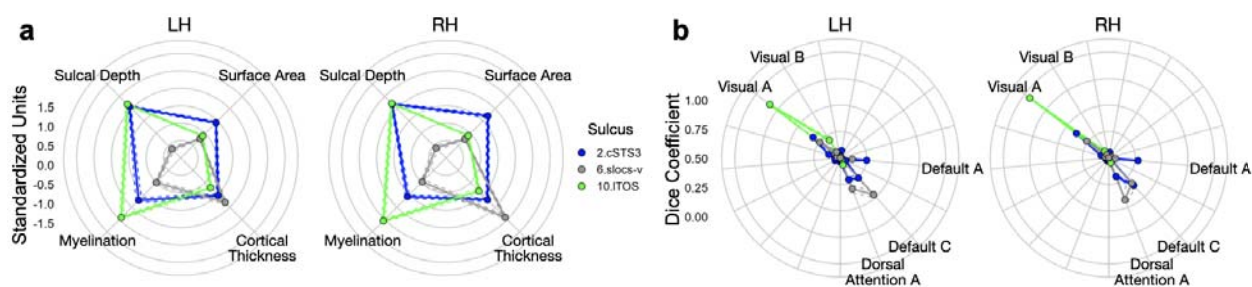 a
LH
RH
Sulcal Depth
Surface Area
Sulcal Depth
Surface Area
Standardized Units
1.5
1.0
0.5
0.0
-0.5
-1.0
-1.5
Myelination
Cortical
Thickness
Myelination
Cortical
Thickness
Sulcus
2.cSTS3
6.slocs-v
10.lTOS
b
LH
RH
Visual B
Visual A
Visual B
Visual A
Dice Coefficient
1.00
0.75
0.50
0.25
0.00
Default A
Default A
Default C
Dorsal
Attention A
Default C
Dorsal
Attention A